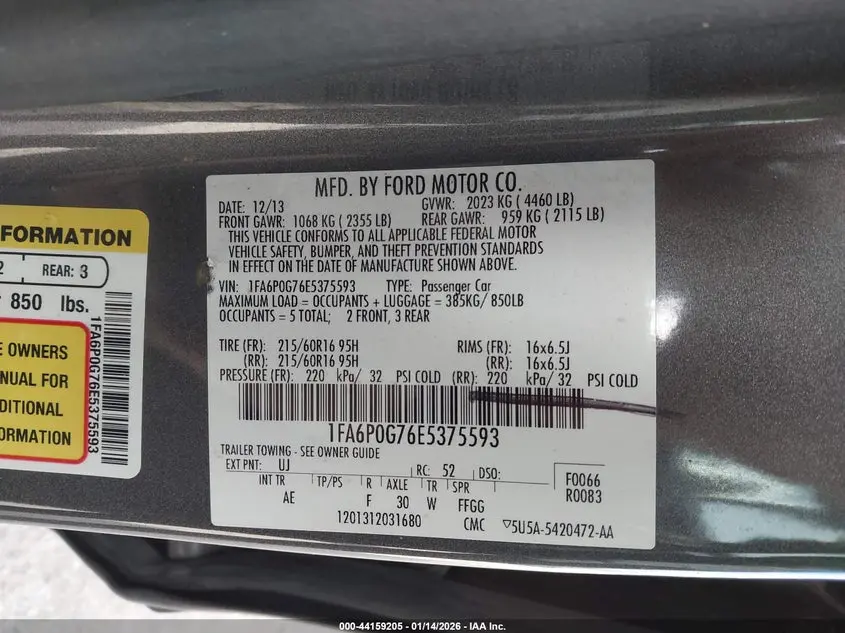 FORMATION
2
REAR: 3
850 lbs.
E OWNERS
NUAL FOR
DITIONAL
ORMATION
1FA6P0G76E5375593
MFD. BY FORD MOTOR CO.
DATE: 12/13
GVWR: 2023 KG ( 4460 LB)
FRONT GAWR: 1068 KG ( 2355 LB)
REAR GAWR: 959 KG ( 2115 LB)
THIS VEHICLE CONFORMS TO ALL APPLICABLE FEDERAL MOTOR
VEHICLE SAFETY, BUMPER, AND THEFT PREVENTION STANDARDS
IN EFFECT ON THE DATE OF MANUFACTURE SHOWN ABOVE.
VIN: 1FA6P0G76E5375593 TYPE: Passenger Car
MAXIMUM LOAD = OCCUPANTS + LUGGAGE = 385KG/ 850LB
OCCUPANTS = 5 TOTAL; 2 FRONT, 3 REAR
TIRE (FR): 215/60R16 95H RIMS (FR): 16x6.5J
(RR): 215/60R16 95H (RR): 16x6.5J
PRESSURE (FR): 220 kPa/ 32 PSI COLD (RR): 220 kPa/ 32 PSI COLD
1FA6P0G76E5375593
TRAILER TOWING - SEE OWNER GUIDE
EXT PNT: UJ RC: 52 DSO: F0066
INT TR TP/PS R AXLE TR SPR R0083
AE F 30 W FFGG
1201312031680 CMC ▽5U5A-5420472-AA
000-44159205 - 01/14/2026 - IAA Inc.